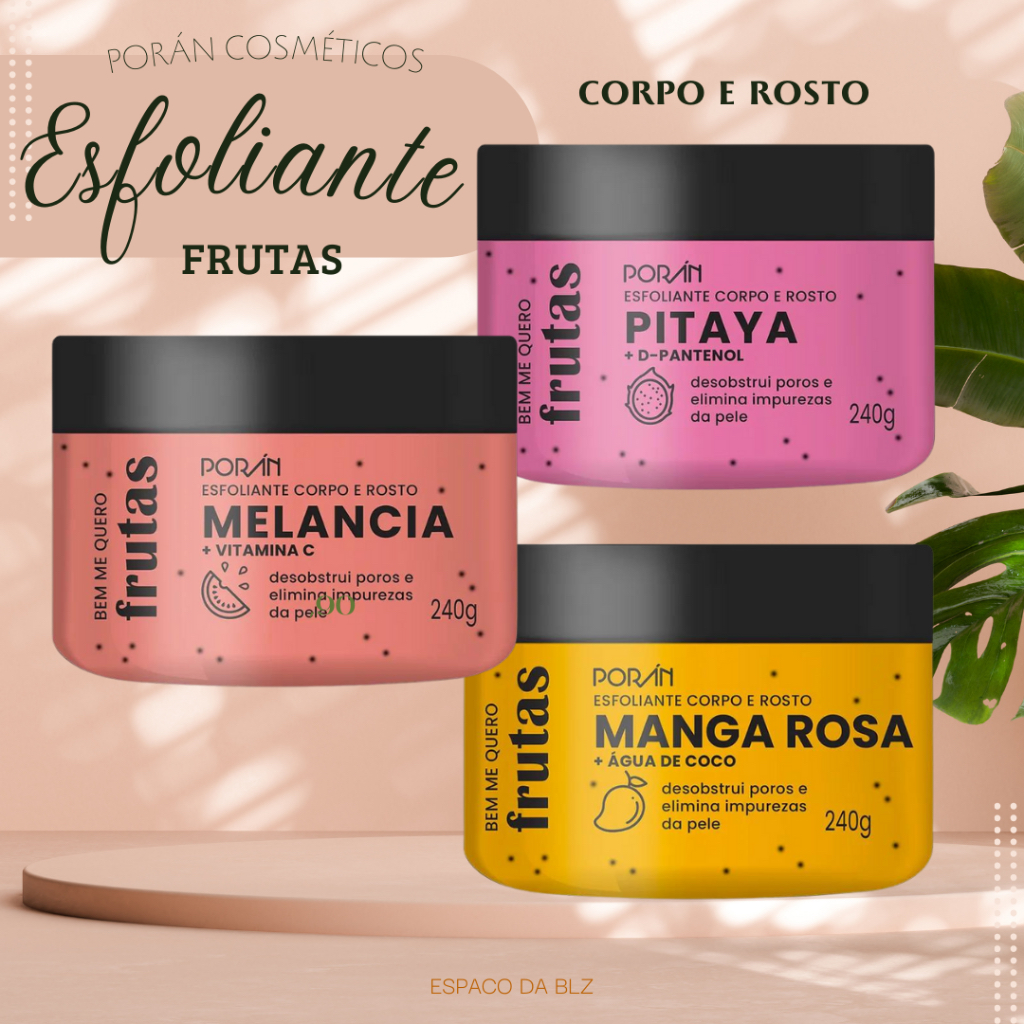 PORÁN COSMÉTICOS
Esfoliante
FRUTAS
CORPO E ROSTO
BEM ME QUERO
frutas
PORÁN
ESFOLIANTE CORPO E ROSTO
PITAYA
+ D-PANTENOL
desobstrui poros e
elimina impurezas
da pele
240g
BEM ME QUERO
frutas
PORÁN
ESFOLIANTE CORPO E ROSTO
MELANCIA
+ VITAMINA C
desobstrui poros e
elimina impurezas
da pele
oo
240g
BEM ME QUERO
frutas
PORÁN
ESFOLIANTE CORPO E ROSTO
MANGA ROSA
+ ÁGUA DE COCO
desobstrui poros e
elimina impurezas
da pele
240g
ESPACO DA BLZ